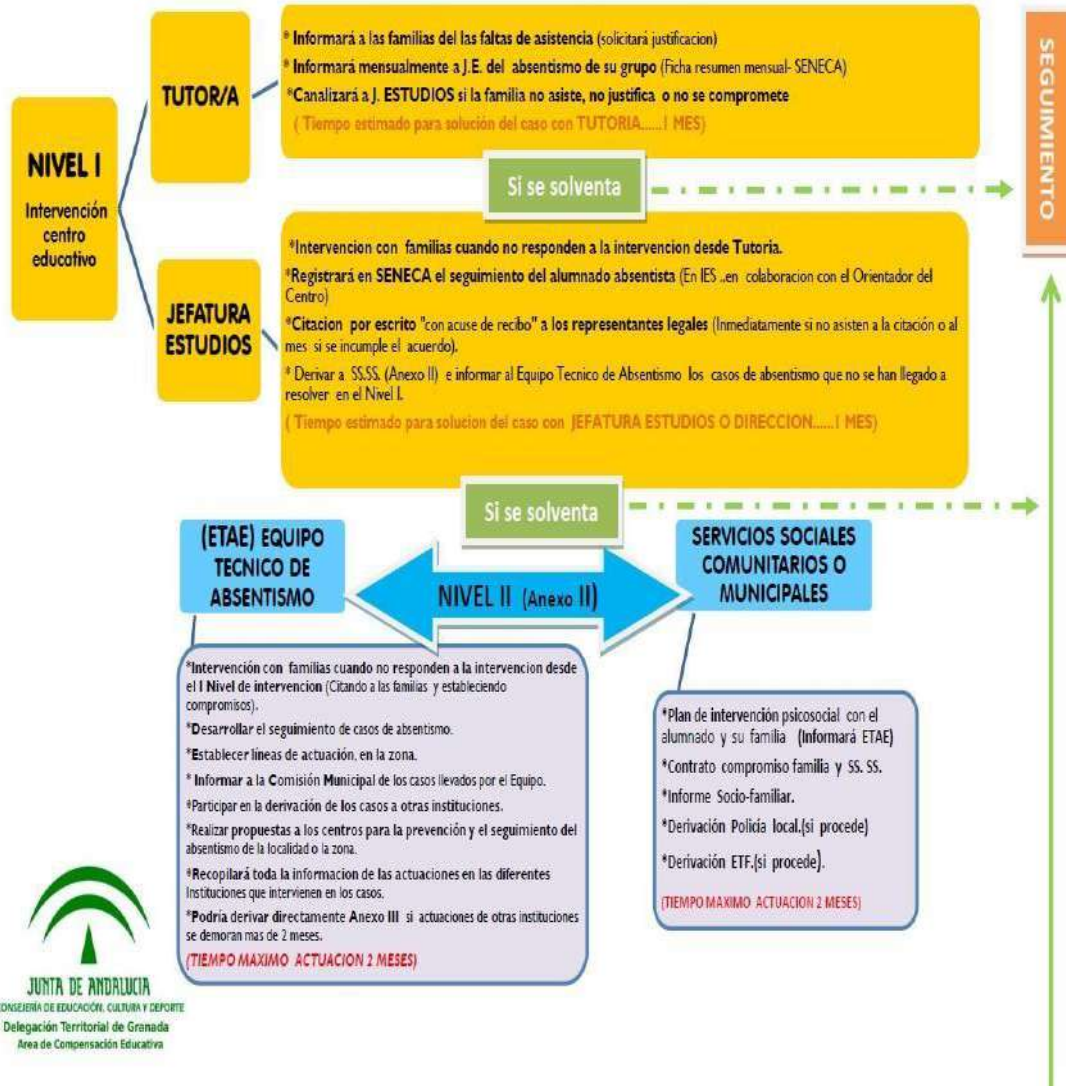 NIVEL I
Intervención
centro
educativo
TUTOR/A
* Informará a las familias del las faltas de asistencia (solicitará justificacion)
* Informará mensualmente a J.E. del absentismo de su grupo (Ficha resumen mensual- SENECA)
*Canalizará a J. ESTUDIOS si la familia no asiste, no justifica o no se compromete
( Tiempo estimado para solución del caso con TUTORIA......1 MES)
Si se solventa
SEGUIMIENTO
JEFATURA
ESTUDIOS
*Intervencion con familias cuando no responden a la intervencion desde Tutoria.
*Registrará en SENECA el seguimiento del alumnado absentista (En IES ..en colaboracion con el Orientador del
Centro)
*Citacion por escrito "con acuse de recibo" a los representantes legales (Inmediatamente si no asisten a la citación o al
mes si se incumple el acuerdo).
* Derivar a SS.SS. (Anexo II) e informar al Equipo Tecnico de Absentismo los casos de absentismo que no se han llegado a
resolver en el Nivel I.
( Tiempo estimado para solucion del caso con JEFATURA ESTUDIOS O DIRECCION......1 MES)
Si se solventa
(ETAE) EQUIPO
TECNICO DE
ABSENTISMO
NIVEL II (Anexo II)
SERVICIOS SOCIALES
COMUNITARIOS O
MUNICIPALES
*Intervención con familias cuando no responden a la intervencion desde
el I Nivel de intervencion (Citando a las familias y estableciendo
compromisos).
*Desarrollar el seguimiento de casos de absentismo.
*Establecer líneas de actuación, en la zona.
* Informar a la Comisión Municipal de los casos llevados por el Equipo.
*Participar en la derivación de los casos a otras instituciones.
*Realizar propuestas a los centros para la prevención y el seguimiento del
absentismo de la localidad o la zona.
*Recopilará toda la informacion de las actuaciones en las diferentes
Instituciones que intervienen en los casos.
*Podría derivar directamente Anexo III si actuaciones de otras instituciones
se demoran mas de 2 meses.
(TIEMPO MAXIMO ACTUACION 2 MESES)
*Plan de intervención psicosocial con el
alumnado y su familia (Informará ETAE)
*Contrato compromiso familia y SS. SS.
*Informe Socio-familiar.
*Derivación Policía local.(si procede)
*Derivación ETF.(si procede).
(TIEMPO MAXIMO ACTUACION 2 MESES)
JUNTA DE ANDALUCIA
CONSEJERÍA DE EDUCACIÓN, CULTURA Y DEPORTE
Delegación Territorial de Granada
Area de Compensación Educativa